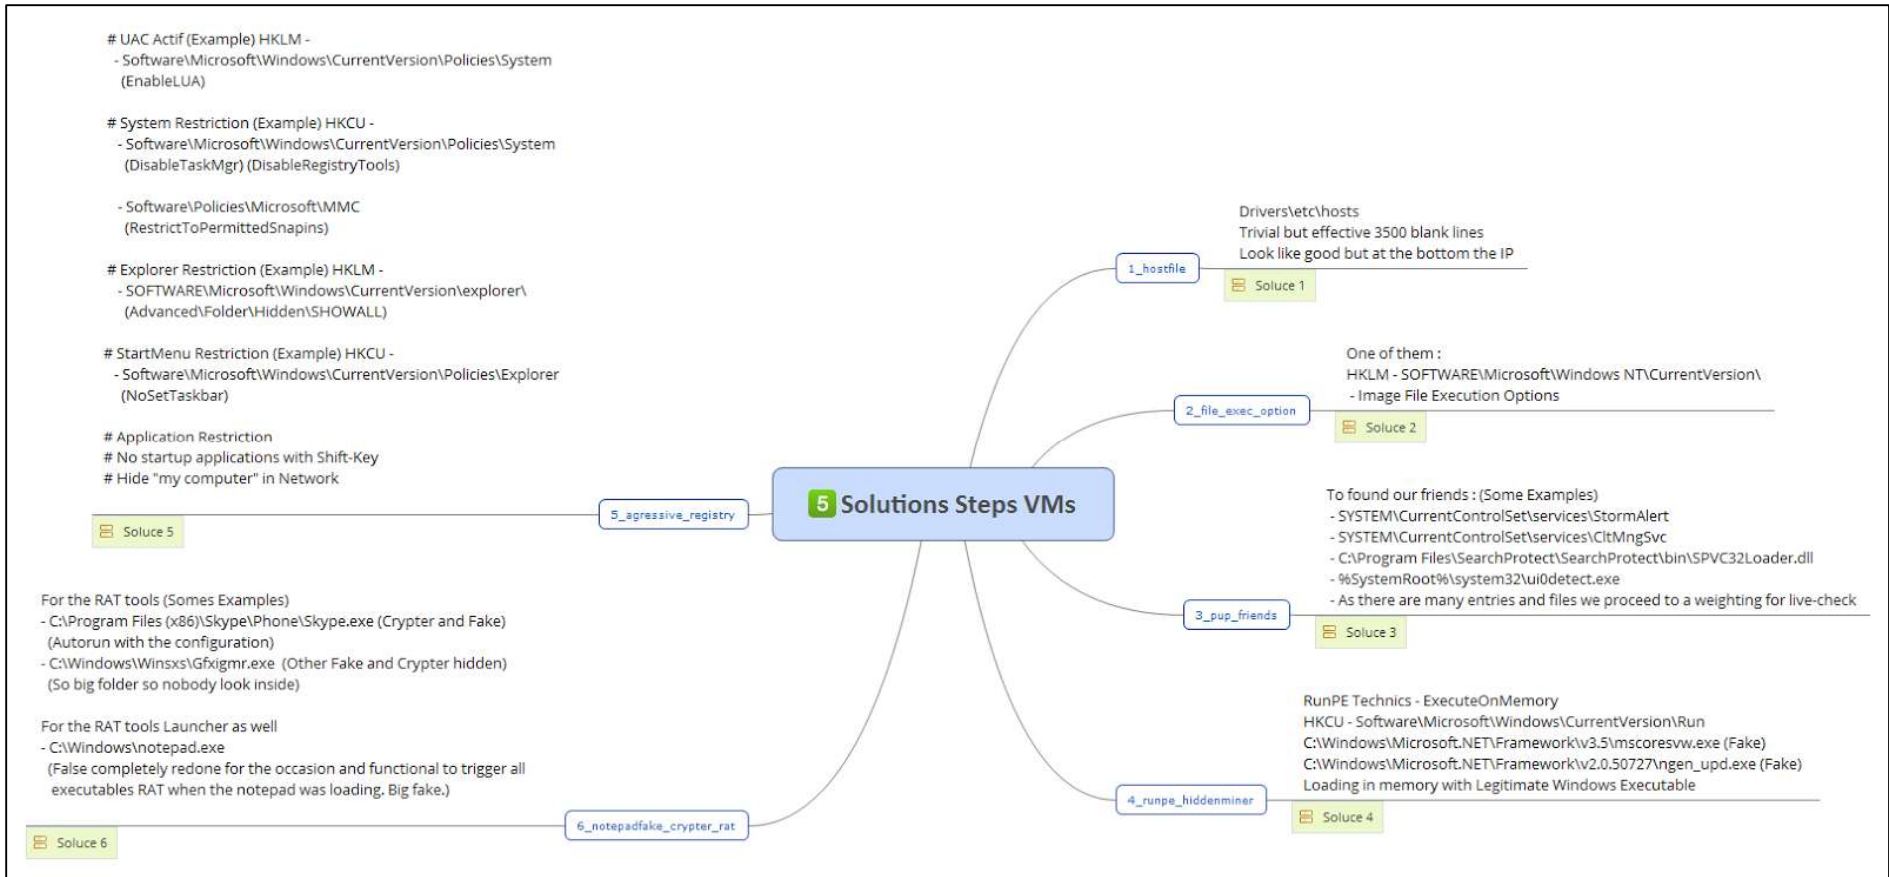 # UAC Actif (Example) HKLM -
- Software\Microsoft\Windows\CurrentVersion\Policies\System
(EnableLUA)
# System Restriction (Example) HKCU -
- Software\Microsoft\Windows\CurrentVersion\Policies\System
(DisableTaskMgr) (DisableRegistryTools)
- Software\Policies\Microsoft\MMC
(RestrictToPermittedSnapins)
# Explorer Restriction (Example) HKLM -
- SOFTWARE\Microsoft\Windows\CurrentVersion\explorer\
(Advanced\Folder\Hidden\SHOWALL)
# StartMenu Restriction (Example) HKCU -
- Software\Microsoft\Windows\CurrentVersion\Policies\Explorer
(NoSetTaskbar)
# Application Restriction
# No startup applications with Shift-Key
# Hide "my computer" in Network
5_agressive_registry
Soluce 5
For the RAT tools (Somes Examples)
- C:\Program Files (x86)\Skype\Phone\Skype.exe (Crypter and Fake)
(Autorun with the configuration)
- C:\Windows\Winsxs\Gfxigmr.exe (Other Fake and Crypter hidden)
(So big folder so nobody look inside)
For the RAT tools Launcher as well
- C:\Windows\notepad.exe
(False completely redone for the occasion and functional to trigger all
executables RAT when the notepad was loading. Big fake.)
6_notepadfake_crypter_rat
Soluce 6
5 Solutions Steps VMs
Drivers\etc\hosts
Trivial but effective 3500 blank lines
Look like good but at the bottom the IP
1_hostfile
Soluce 1
One of them :
HKLM - SOFTWARE\Microsoft\Windows NT\CurrentVersion\
- Image File Execution Options
2_file_exec_option
Soluce 2
To found our friends : (Some Examples)
- SYSTEM\CurrentControlSet\services\StormAlert
- SYSTEM\CurrentControlSet\services\CltMngSvc
- C:\Program Files\SearchProtect\SearchProtect\bin\SPVC32Loader.dll
- %SystemRoot%\system32\ui0detect.exe
- As there are many entries and files we proceed to a weighting for live-check
3_pup_friends
Soluce 3
RunPE Technics - ExecuteOnMemory
HKCU - Software\Microsoft\Windows\CurrentVersion\Run
C:\Windows\Microsoft.NET\Framework\v3.5\mscoresvw.exe (Fake)
C:\Windows\Microsoft.NET\Framework\v2.0.50727\ngen_upd.exe (Fake)
Loading in memory with Legitimate Windows Executable
4_runpe_hiddenminer
Soluce 4